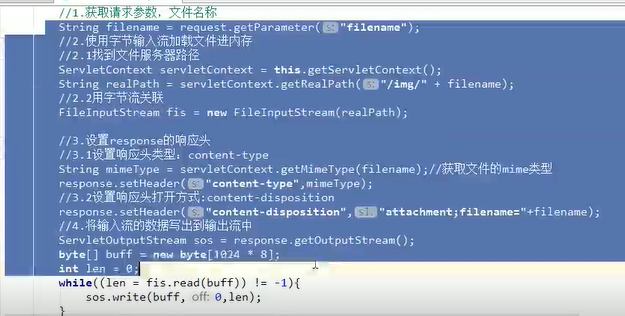 //1.获取请求参数，文件名称
String filename = request.getParameter( s: "filename");
//2.使用字节输入流加载文件进内存
//2.1找到文件服务器路径
ServletContext servletContext = this.getServletContext();
String realPath = servletContext.getRealPath( s: "/img/" + filename);
//2.2用字节流关联
FileInputStream fis = new FileInputStream(realPath);
//3.设置response的响应头
//3.1设置响应头类型：content-type
String mimeType = servletContext.getMimeType(filename);//获取文件的mime类型
response.setHeader( s: "content-type",mimeType);
//3.2设置响应头打开方式:content-disposition
response.setHeader( s: "content-disposition", s1: "attachment;filename="+filename);
//4.将输入流的数据写出到输出流中
ServletOutputStream sos = response.getOutputStream();
byte[] buff = new byte[1024 * 8];
int len = 0;
while((len = fis.read(buff)) != -1){
sos.write(buff, off: 0,len);
}